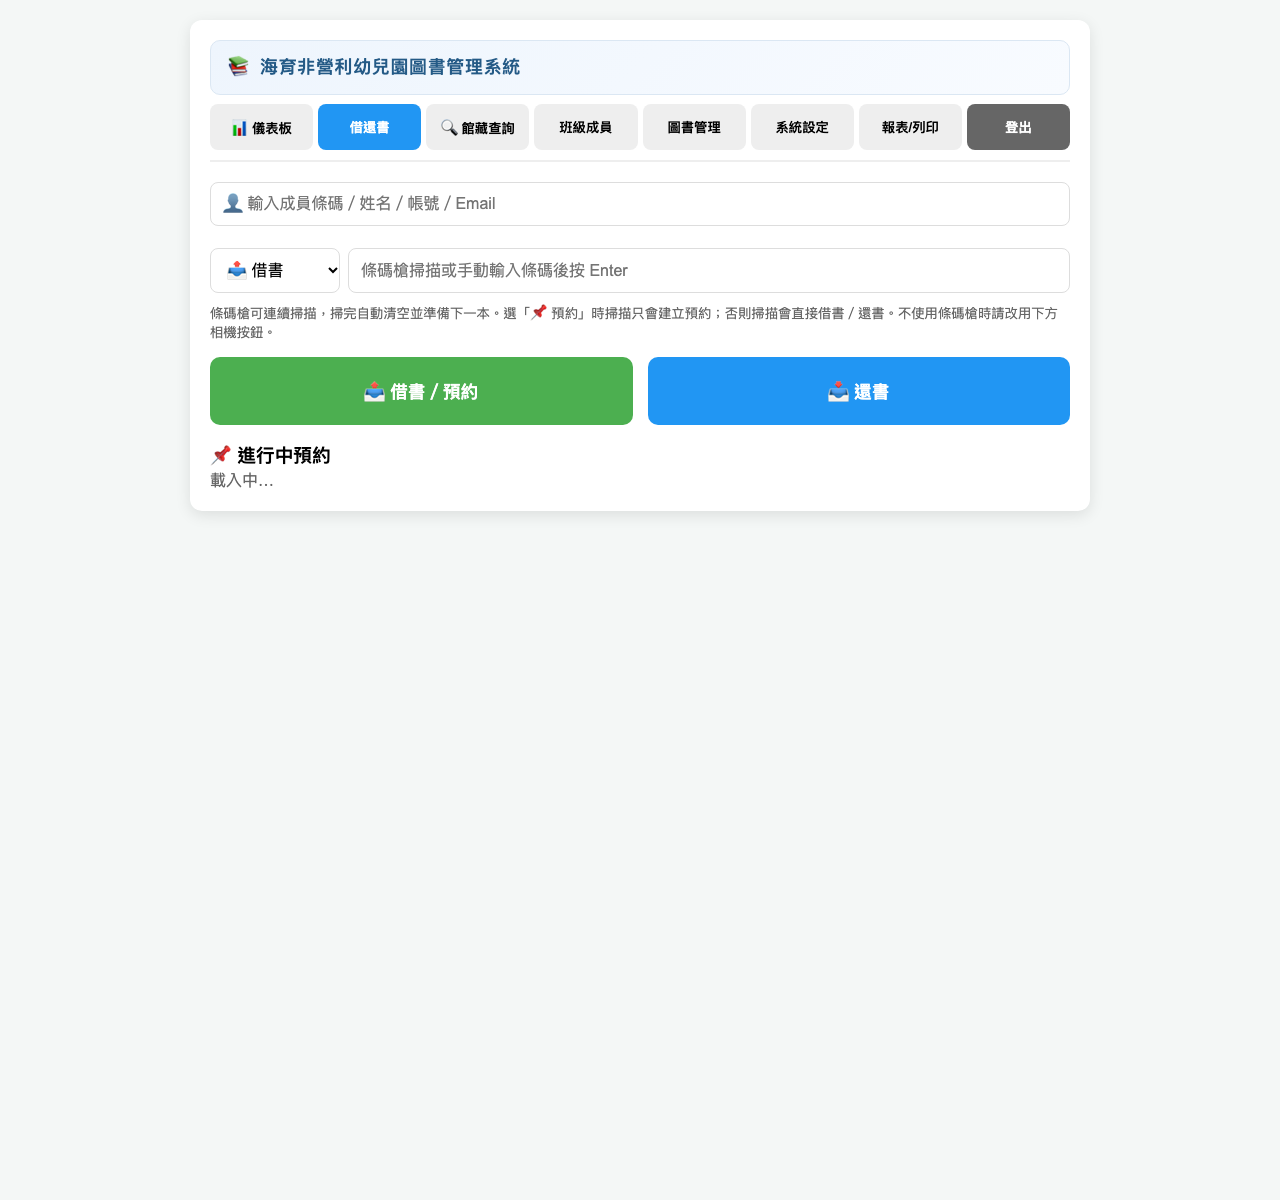 📚 海育非營利幼兒園圖書管理系統
📊 儀表板
借還書
🔍 館藏查詢
班級成員
圖書管理
系統設定
報表/列印
登出
👤 輸入成員條碼 / 姓名 / 帳號 / Email
📤 借書
條碼槍掃描或手動輸入條碼後按 Enter
條碼槍可連續掃描，掃完自動清空並準備下一本。選「📌 預約」時掃描只會建立預約；否則掃描會直接借書 / 還書。不使用條碼槍時請改用下方
相機按鈕。
📤 借書 / 預約
📥 還書
📌 進行中預約
載入中...